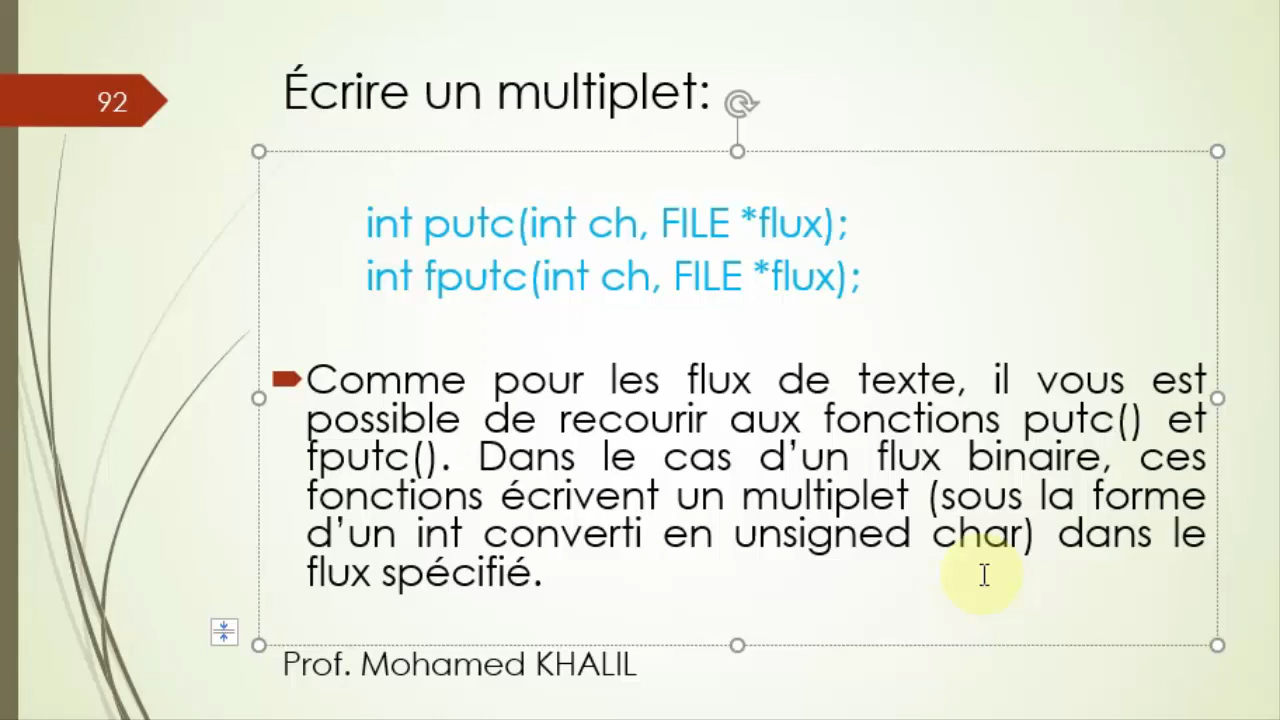 92
Écrire un multiplet:
int putc(int ch, FILE *flux);
int fputc(int ch, FILE *flux);
Comme pour les flux de texte, il vous est
possible de recourir aux fonctions putc() et
fputc(). Dans le cas d’un flux binaire, ces
fonctions écrivent un multiplet (sous la forme
d’un int converti en unsigned char) dans le
flux spécifié.
Prof. Mohamed KHALIL